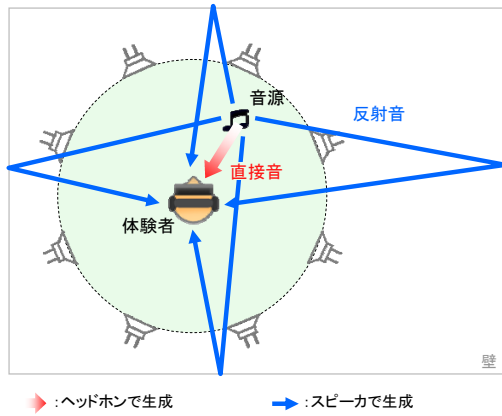 音源
反射音
直接音
体験者
壁
:ヘッドホンで生成
:スピーカで生成